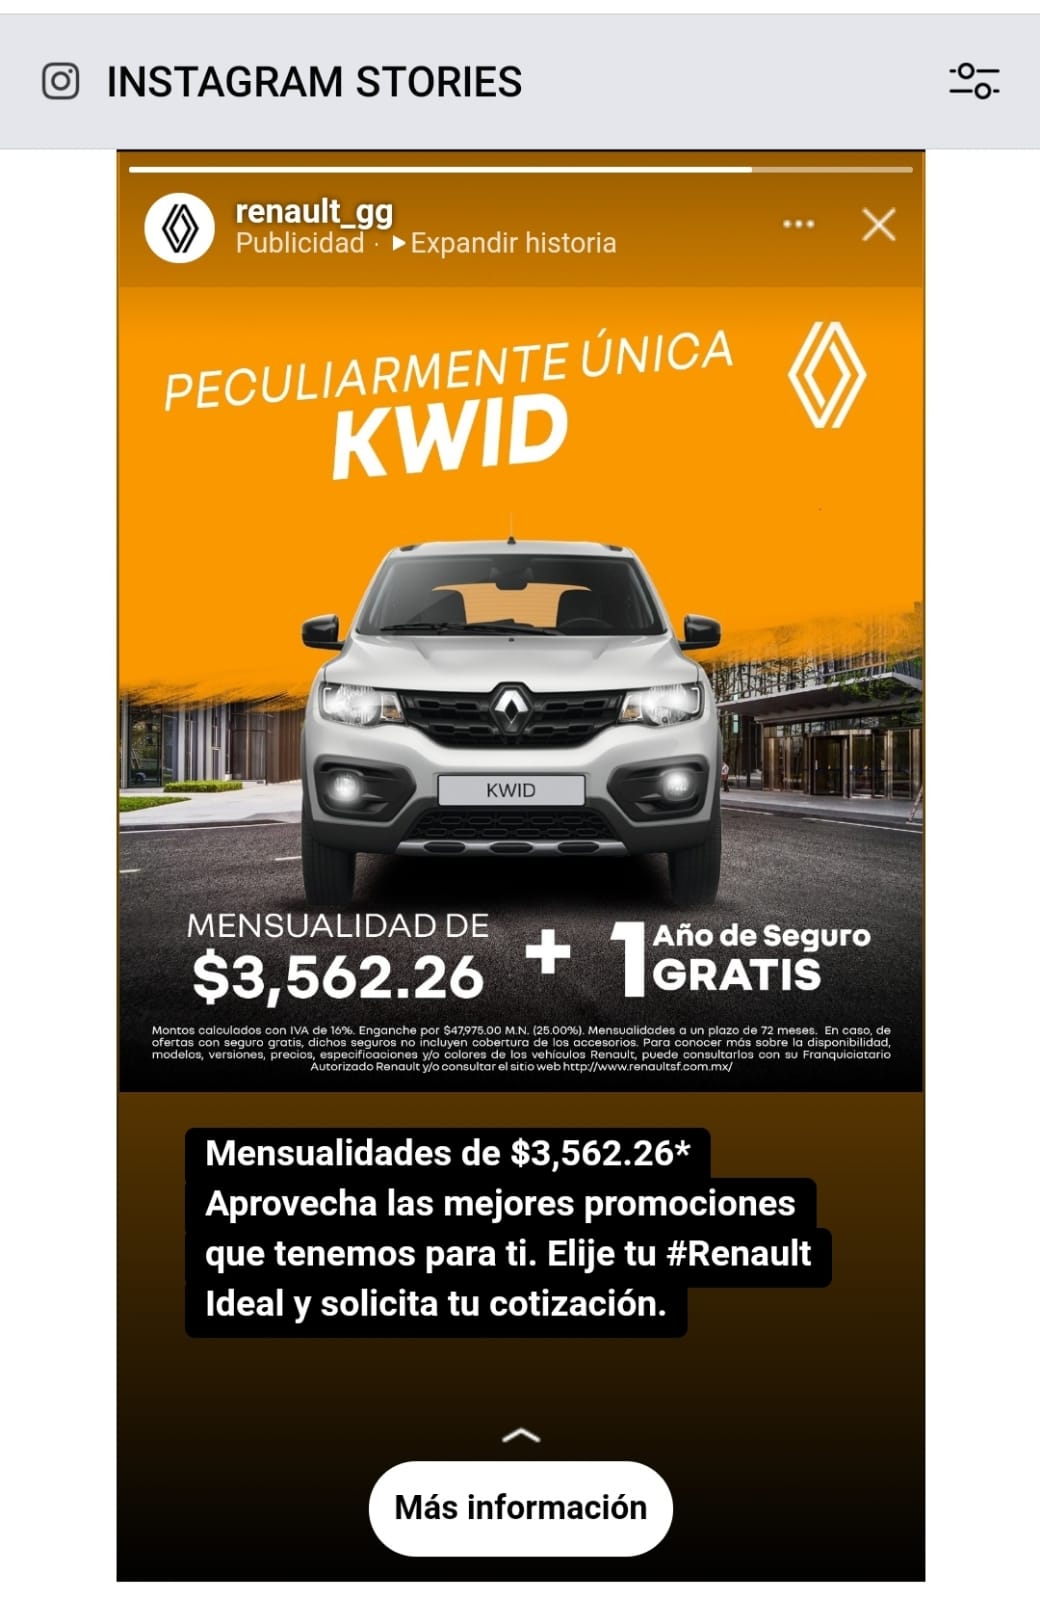 INSTAGRAM STORIES
renault_gg
Publicidad · ▶Expandir historia
PECULIARMENTE ÚNICA
KWID
KWID
MENSUALIDAD DE
$3,562.26
+
1 Año de Seguro
GRATIS
Montos calculados con IVA de 16%. Enganche por $47,975.00 M.N. (25.00%). Mensualidades a un plazo de 72 meses. En caso, de
ofertas con seguro gratis, dichos seguros no incluyen cobertura de los accesorios. Para conocer más sobre la disponibilidad,
modelos, versiones, precios, especificaciones y/o colores de los vehículos Renault, puede consultarlos con su Franquiciatario
Autorizado Renault y/o consultar el sitio web http://www.renaultsf.com.mx/
Mensualidades de $3,562.26*
Aprovecha las mejores promociones
que tenemos para ti. Elije tu #Renault
Ideal y solicita tu cotización.
Más información